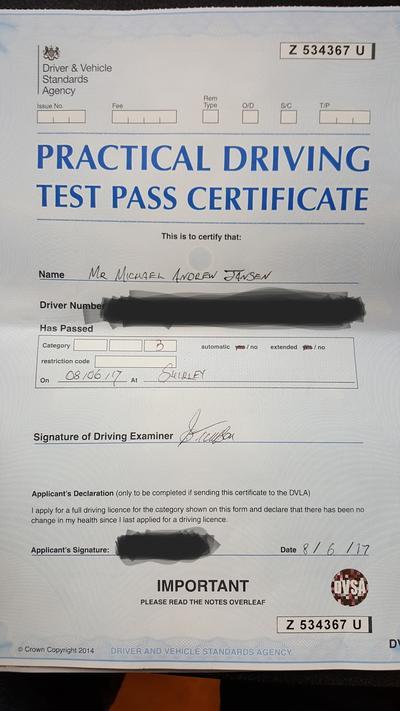 Z 534367 U
Driver & Vehicle
Standards
Agency
Issue No. Fee Rem Type O/D S/C T/P
PRACTICAL DRIVING
TEST PASS CERTIFICATE
This is to certify that:
Name MR MICHAEL ANDREW JANSEN
Driver Number
Has Passed
Category B automatic yes / no extended yes / no
restriction code
On 08/06/17 At SHIRLEY
Signature of Driving Examiner
Applicant's Declaration (only to be completed if sending this certificate to the DVLA)
I apply for a full driving licence for the category shown on this form and declare that there has been no
change in my health since I last applied for a driving licence.
Applicant's Signature: Date 8/6/17
IMPORTANT
PLEASE READ THE NOTES OVERLEAF
DVSA
Z 534367 U
© Crown Copyright 2014 DRIVER AND VEHICLE STANDARDS AGENCY DV